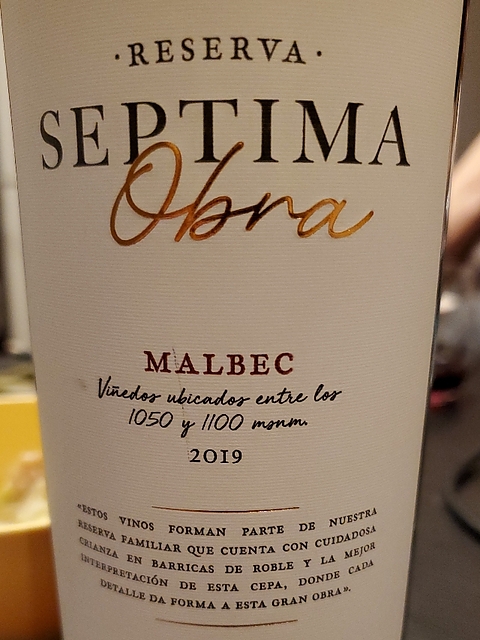 ·RESERVA·
SEPTIMA
Obra
MALBEC
Viñedos ubicados entre los
1050 y 1100 msnm.
2019
«ESTOS VINOS FORMAN PARTE DE NUESTRA
RESERVA FAMILIAR QUE CUENTA CON CUIDADOSA
CRIANZA EN BARRICAS DE ROBLE Y LA MEJOR
INTERPRETACIÓN DE ESTA CEPA, DONDE CADA
DETALLE DA FORMA A ESTA GRAN OBRA».